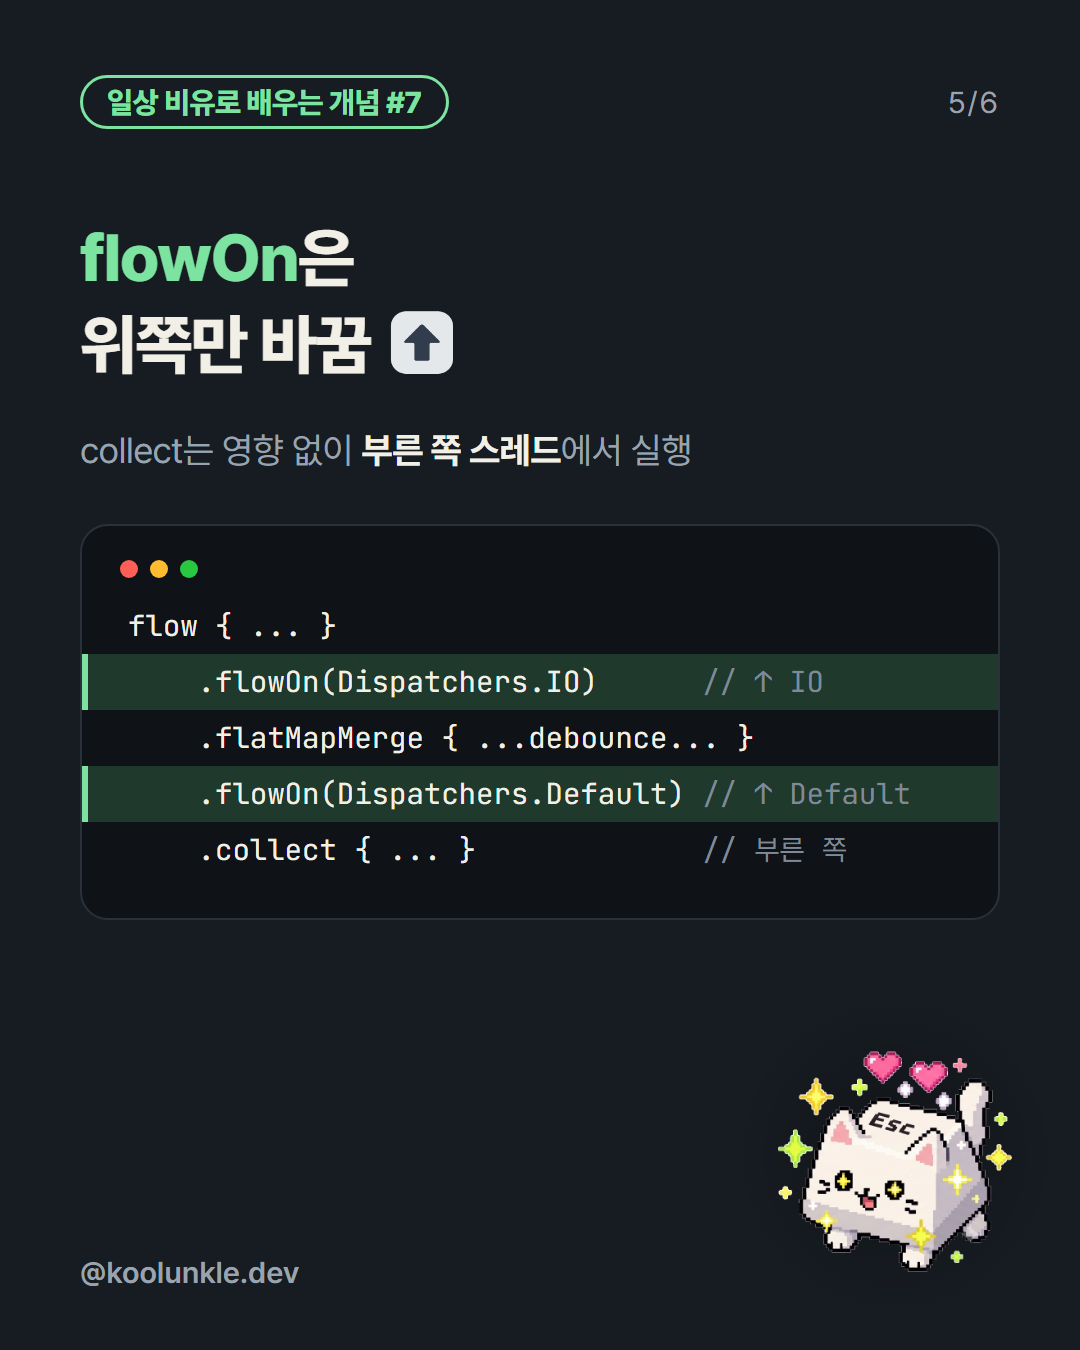 일상 비유로 배우는 개념 #7
5/6
flowOn은
위쪽만 바꿈 ⬆
collect는 영향 없이 부른 쪽 스레드에서 실행
flow { ... }
.flowOn(Dispatchers.IO) // ↑ IO
.flatMapMerge { ...debounce... }
.flowOn(Dispatchers.Default) // ↑ Default
.collect { ... } // 부른 쪽
Esc
@koolunkle.dev